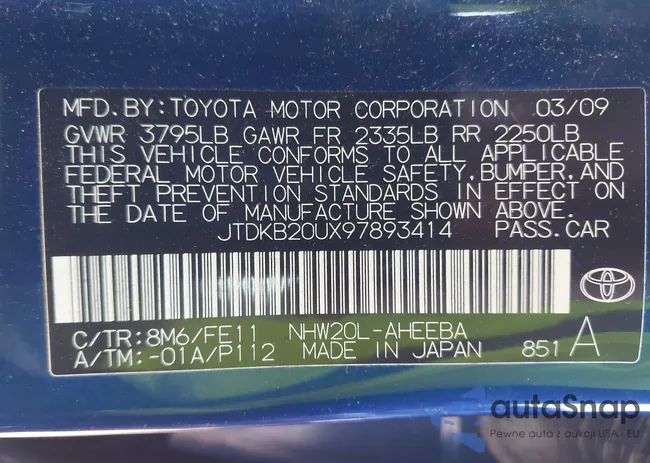 MFD.BY:TOYOTA MOTOR CORPORATION 03/09
GVWR 3795LB GAWR FR 2335LB RR 2250LB
THIS VEHICLE CONFORMS TO ALL APPLICABLE
FEDERAL MOTOR VEHICLE SAFETY,BUMPER,AND
THEFT PREVENTION STANDARDS IN EFFECT ON
THE DATE OF MANUFACTURE SHOWN ABOVE.
JTDKB20UX97893414 PASS.CAR
C/TR:8M6/FE11 NHW20L-AHEEBA
A/TM:-01A/P112 MADE IN JAPAN 851 A
autoSnap
Pewne auta z aukcji USA i EU